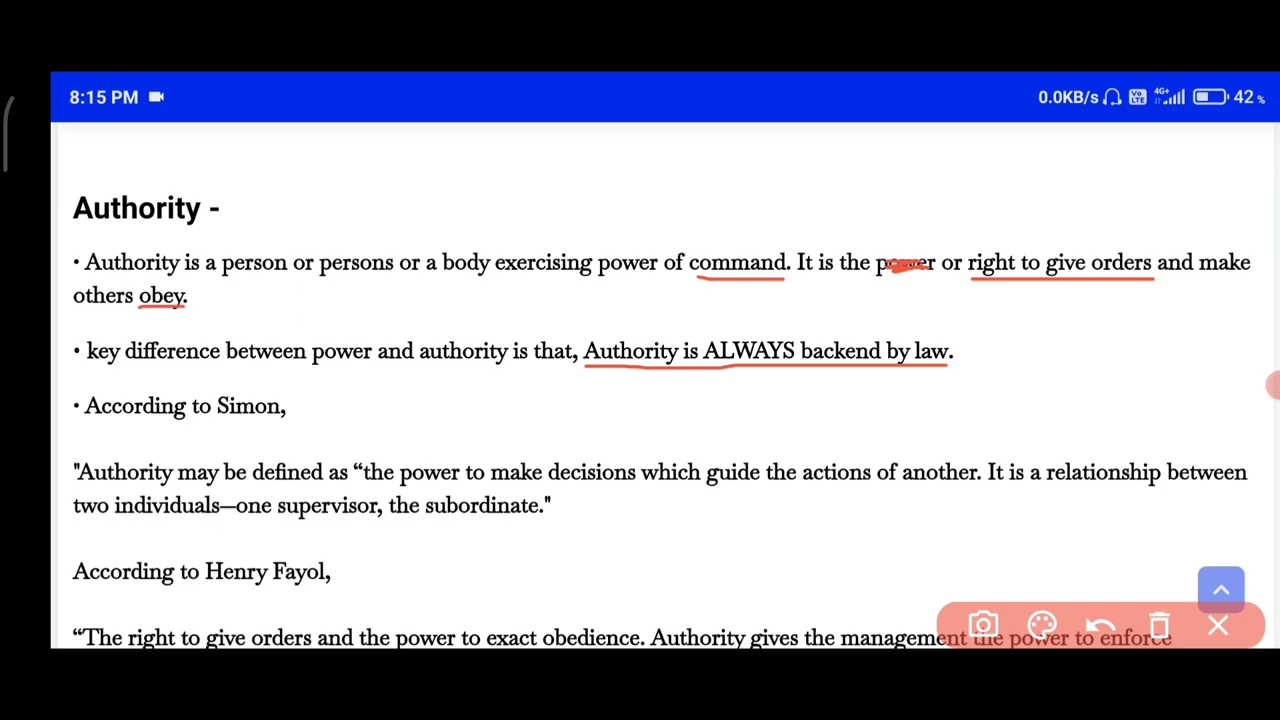 8:15 PM
0.0KB/s Vo LTE 4G+ 42 %
Authority -
• Authority is a person or persons or a body exercising power of command. It is the power or right to give orders and make
others obey.
• key difference between power and authority is that, Authority is ALWAYS backend by law.
• According to Simon,
"Authority may be defined as “the power to make decisions which guide the actions of another. It is a relationship between
two individuals—one supervisor, the subordinate."
According to Henry Fayol,
“The right to give orders and the power to exact obedience. Authority gives the management the power to enforce